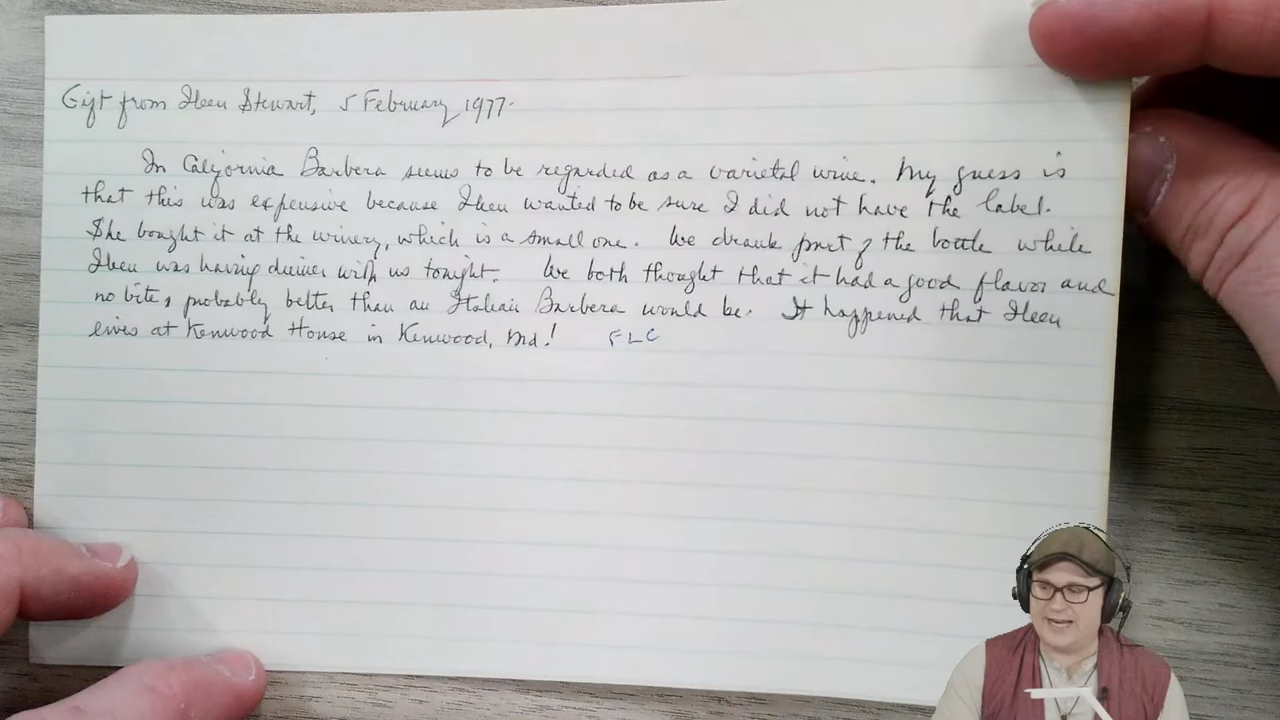 Gift from Ileen Stewart, 5 February 1977.
In California Barbera seems to be regarded as a varietal wine. My guess is
that this was expensive because Ileen wanted to be sure I did not have the label.
She bought it at the winery, which is a small one. We drank part of the bottle while
Ileen was having dinner with us tonight. We both thought that it had a good flavor and
no bite, probably better than an Italian Barbera would be. It happened that Ileen
lives at Kenwood House in Kenwood, Md! FLC